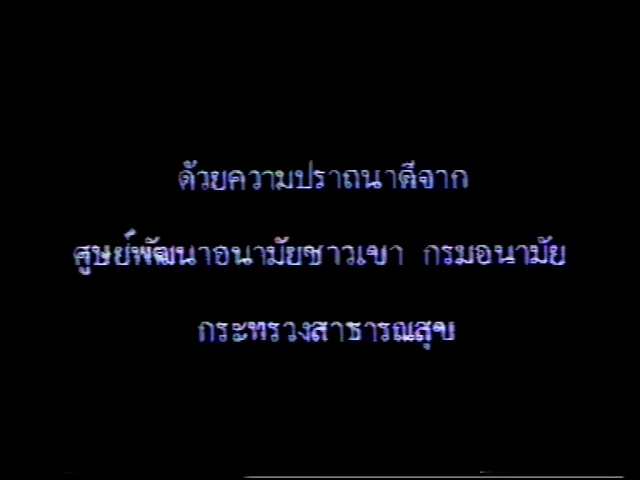 ด้วยความปราถนาดีจาก
ศูนย์พัฒนาอนามัยชาวเขา กรมอนามัย
กระทรวงสาธารณสุข